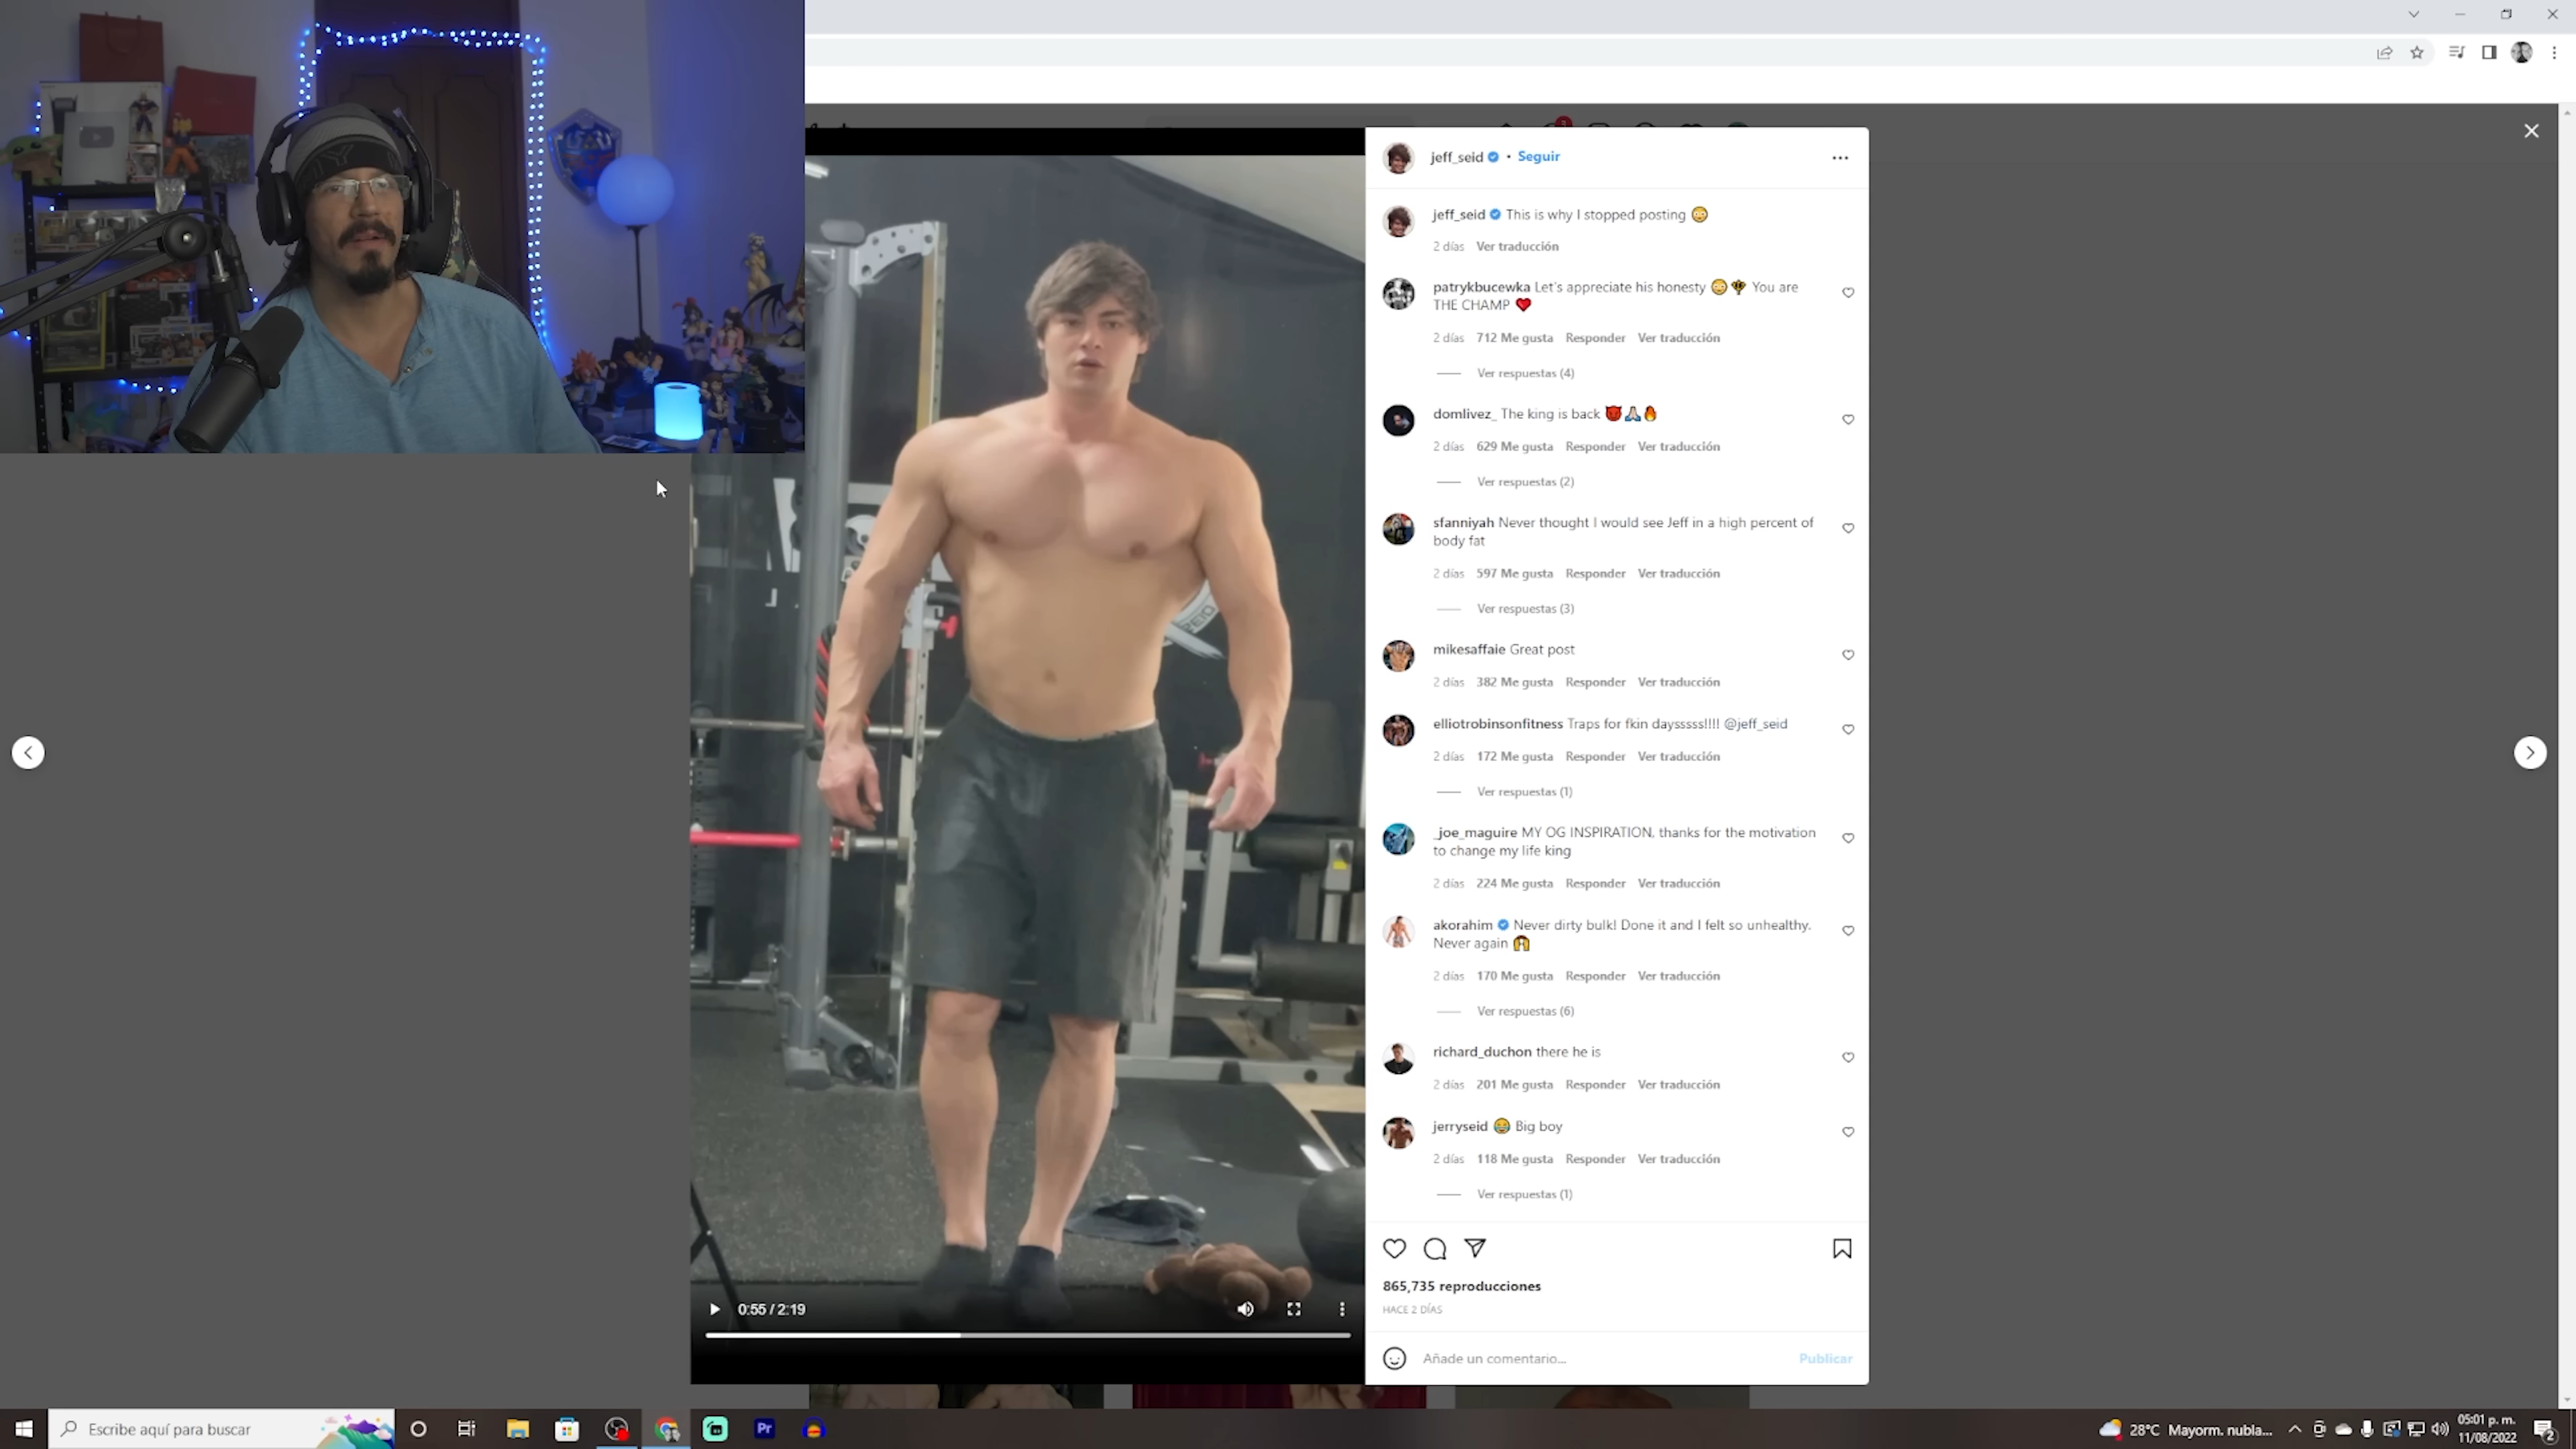 jeff_seid • Seguir
jeff_seid This is why I stopped posting 😳
2 días Ver traducción
patrykbucewka Let's appreciate his honesty 😳🏆 You are
THE CHAMP ❤️
2 días 712 Me gusta Responder Ver traducción
Ver respuestas (4)
domlivez_ The king is back 😈🙏🏻🔥
2 días 629 Me gusta Responder Ver traducción
Ver respuestas (2)
sfanniyah Never thought I would see Jeff in a high percent of
body fat
2 días 597 Me gusta Responder Ver traducción
Ver respuestas (3)
mikesaffaie Great post
2 días 382 Me gusta Responder Ver traducción
elliotrobinsonfitness Traps for fkin daysssss!!!! @jeff_seid
2 días 172 Me gusta Responder Ver traducción
Ver respuestas (1)
_joe_maguire MY OG INSPIRATION, thanks for the motivation
to change my life king
2 días 224 Me gusta Responder Ver traducción
akorahim Never dirty bulk! Done it and I felt so unhealthy.
Never again 🙌
2 días 170 Me gusta Responder Ver traducción
Ver respuestas (6)
richard_duchon there he is
2 días 201 Me gusta Responder Ver traducción
jerryseid 😂 Big boy
2 días 118 Me gusta Responder Ver traducción
Ver respuestas (1)
865,735 reproducciones
HACE 2 DÍAS
Añade un comentario... Publicar
0:55 / 2:19
Escribe aquí para buscar
Pr
28°C Mayorm. nubla...
05:01 p. m.
11/08/2022
2